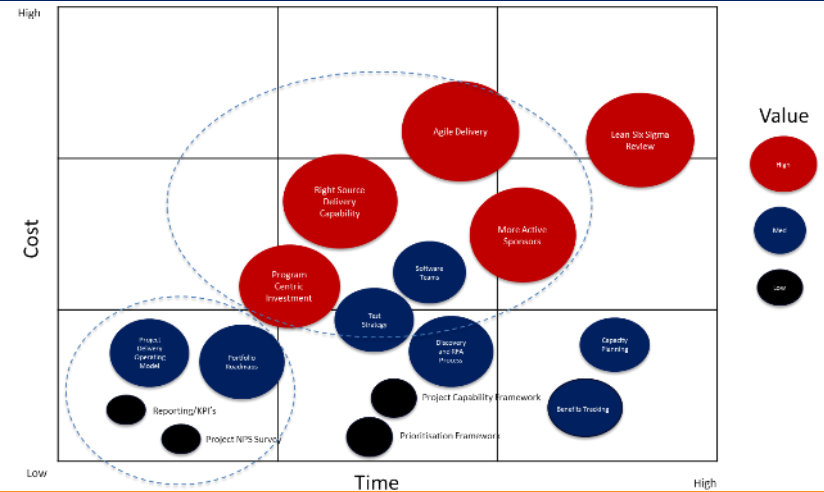 High
Agile Delivery
Lean Six Sigma
Review
Value
High
Right Source
Delivery
Capability
More Active
Sponsors
Med
Cost
Software
Teams
Program
Centric
Investment
Low
Test
Strategy
Project
Delivery
Operating
Model
Portfolio
Roadmaps
Discovery
and RFA
Process
Capacity
Planning
Reporting/KPI's
Project Capability Framework
Benefits Tracking
Project NPS Survey
Prioritisation Framework
Low
Time
High